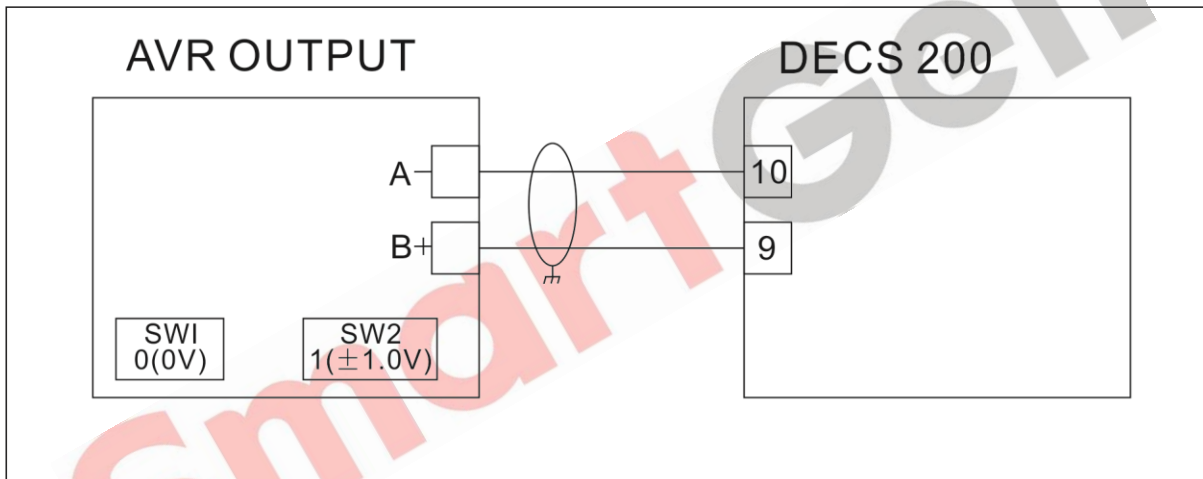 AVR OUTPUT
DECS 200
A-
B+
10
9
SWI
0(0V)
SW2
1(±1.0V)
SmartGen